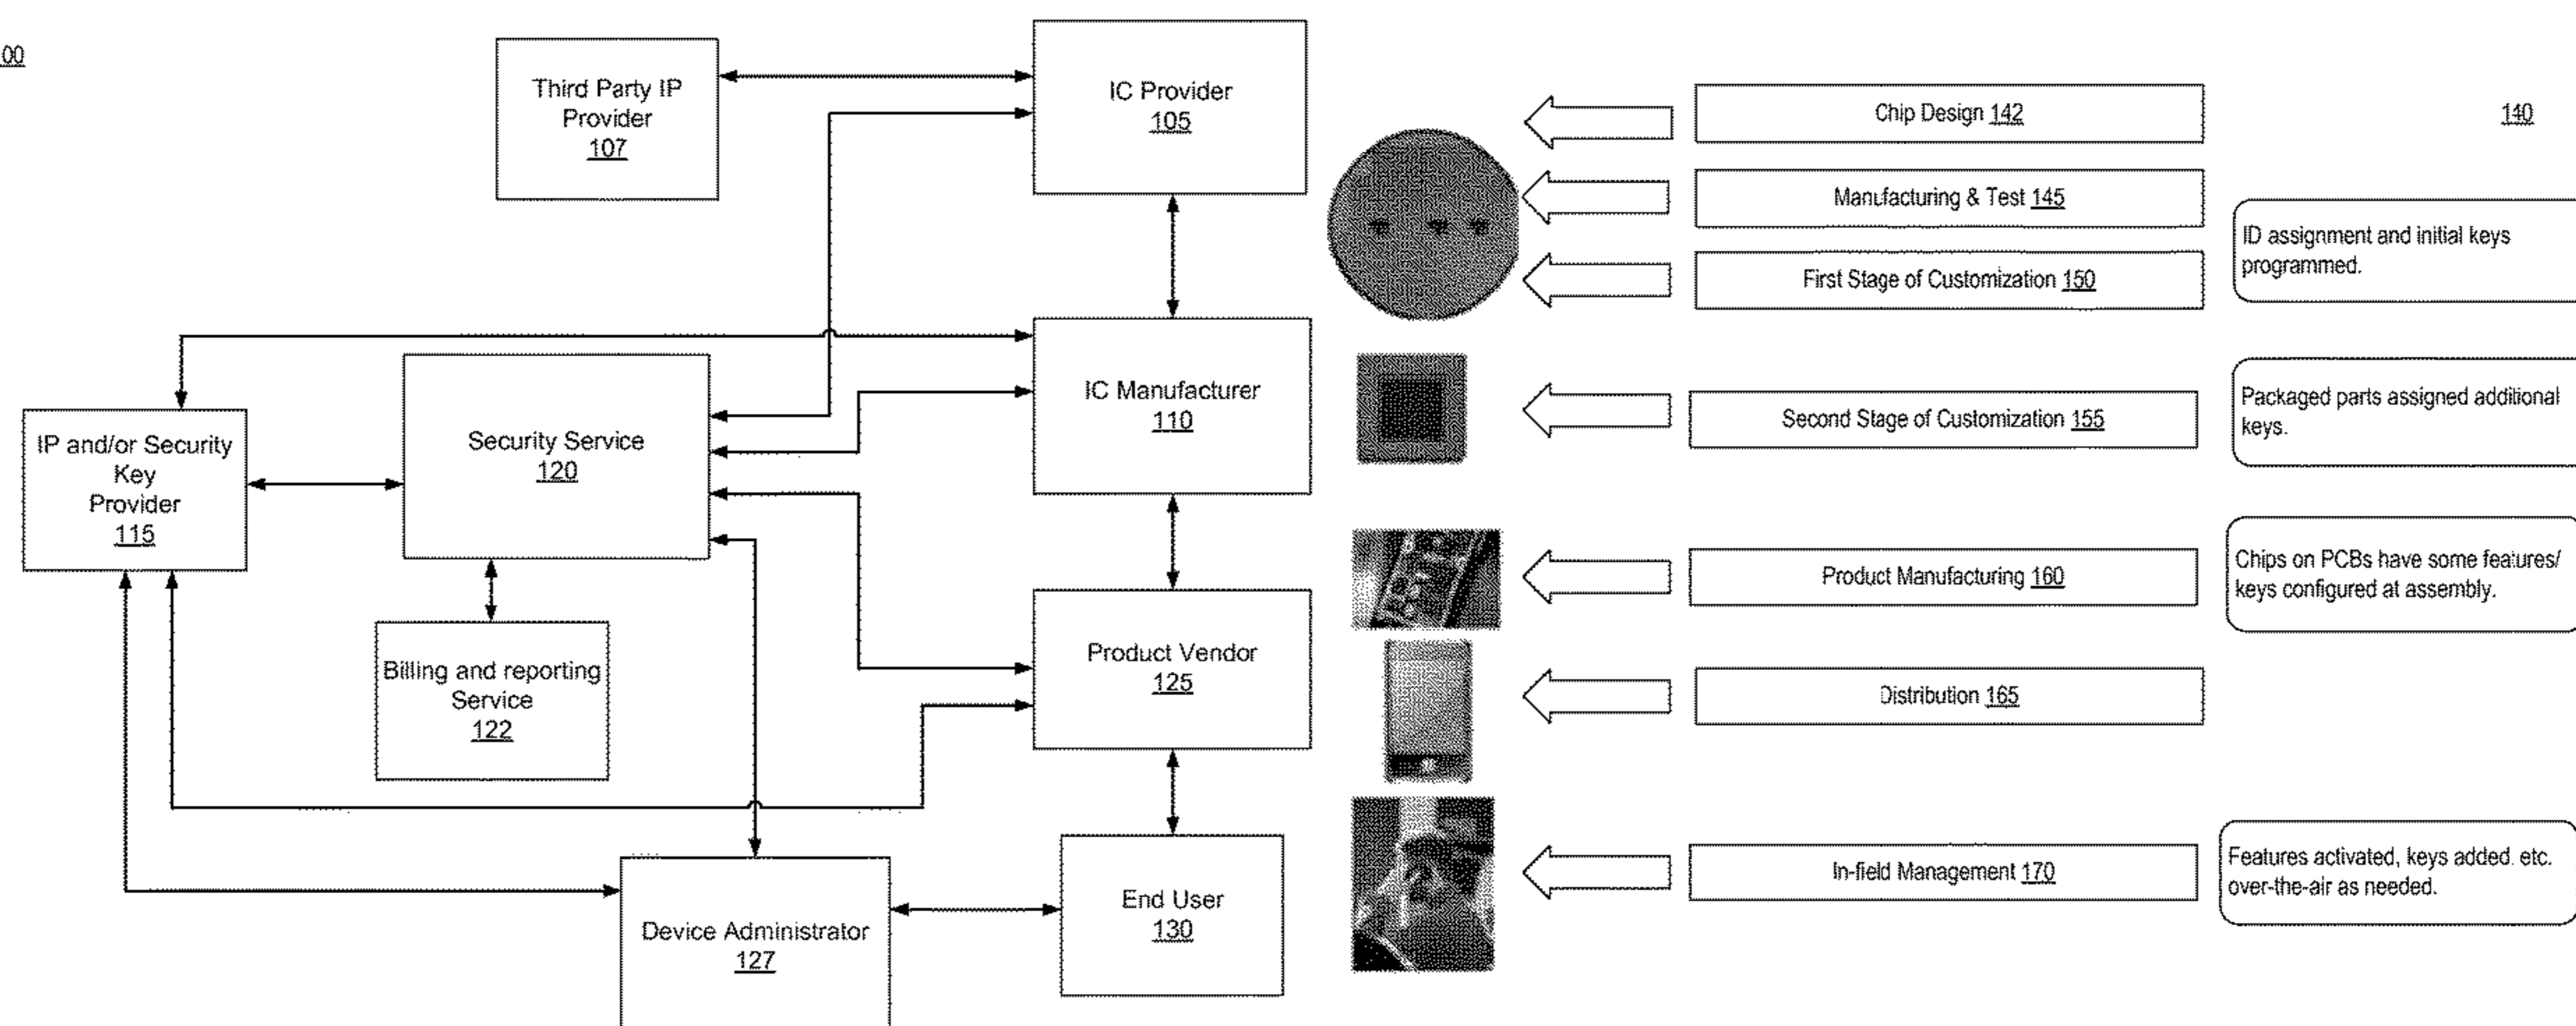 00
Third Party IP
Provider
107
IC Provider
105
IP and/or Security
Key
Provider
115
Security Service
120
IC Manufacturer
110
Billing and reporting
Service
122
Product Vendor
125
Device Administrator
127
End User
130
140
Chip Design 142
Manufacturing & Test 145
First Stage of Customization 150
ID assignment and initial keys
programmed.
Second Stage of Customization 155
Packaged parts assigned additional
keys.
Product Manufacturing 160
Chips on PCBs have some features/
keys configured at assembly.
Distribution 165
In-field Management 170
Features activated, keys added. etc.
over-the-air as needed.